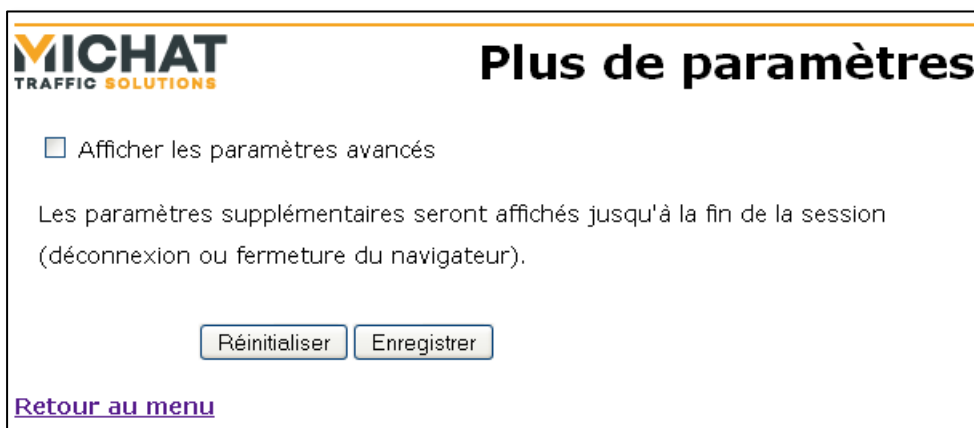 MICHAT
TRAFFIC SOLUTIONS
Plus de paramètres
Afficher les paramètres avancés
Les paramètres supplémentaires seront affichés jusqu'à la fin de la session
(déconnexion ou fermeture du navigateur).
Réinitialiser Enregistrer
Retour au menu